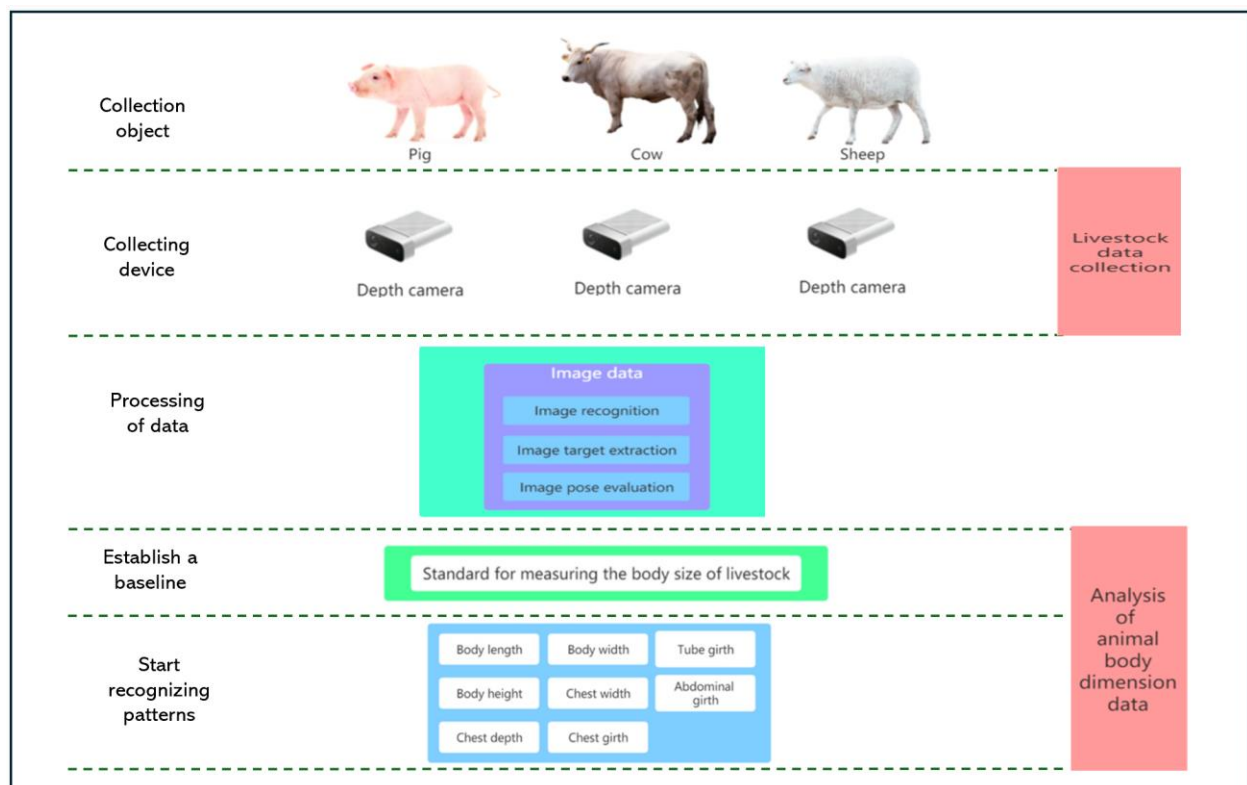 Collection
object
Pig
Cow
Sheep
Collecting
device
Depth camera
Depth camera
Depth camera
Livestock
data
collection
Processing
of data
Image data
Image recognition
Image target extraction
Image pose evaluation
Establish a
baseline
Standard for measuring the body size of livestock
Start
recognizing
patterns
Body length
Body width
Tube girth
Body height
Chest width
Abdominal
girth
Chest depth
Chest girth
Analysis
of
animal
body
dimension
data